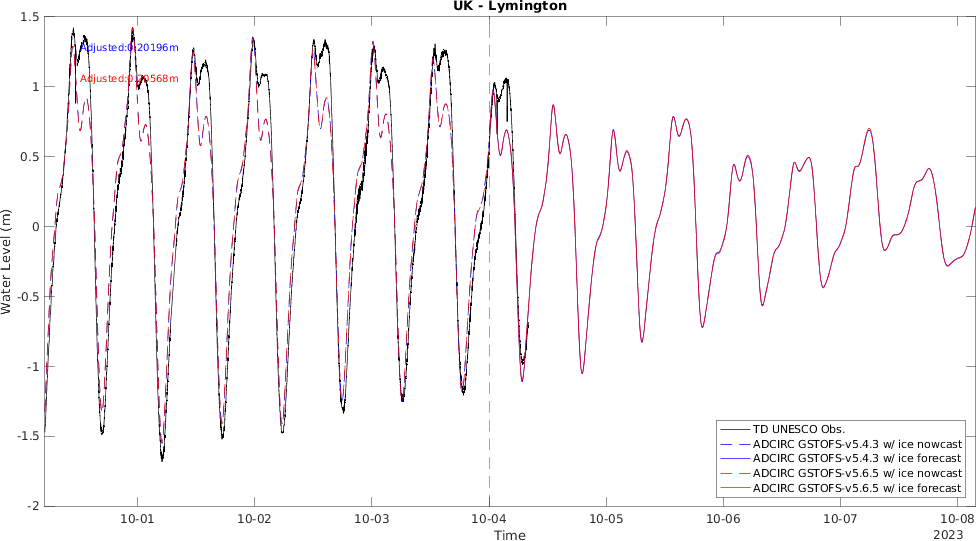 UK - Lymington
1.5
1
0.5
0
-0.5
-1
-1.5
-2
Water Level (m)
Adjusted:0.20196m
Adjusted:0.20568m
TD UNESCO Obs.
ADCIRC GSTOFS-v5.4.3 w/ ice nowcast
ADCIRC GSTOFS-v5.4.3 w/ ice forecast
ADCIRC GSTOFS-v5.6.5 w/ ice nowcast
ADCIRC GSTOFS-v5.6.5 w/ ice forecast
10-01 10-02 10-03 10-04 10-05 10-06 10-07 10-08
Time
2023